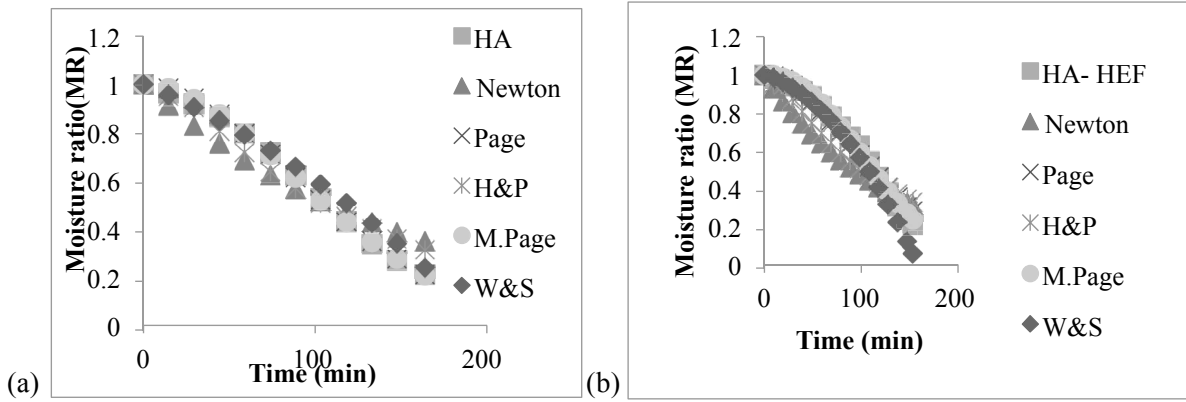 1.2
1
0.8
0.6
0.4
0.2
0
Moisture ratio(MR)
0
100
200
Time (min)
HA
Newton
Page
H&P
M.Page
W&S
(a)
1.2
1
0.8
0.6
0.4
0.2
0
Moisture ratio (MR)
0
100
200
Time (min)
HA- HEF
Newton
Page
H&P
M.Page
W&S
(b)